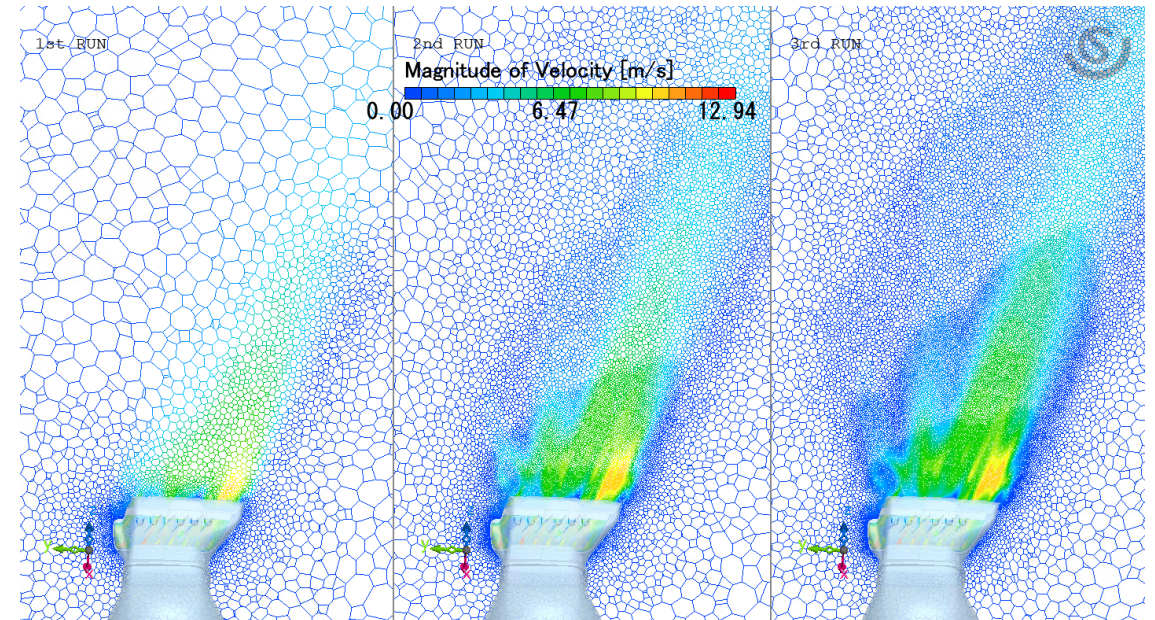 1st RUN
2nd RUN
3rd RUN
Magnitude of Velocity [m/s]
0.00 6.47 12.94
Y
X
Y
X
Y
X